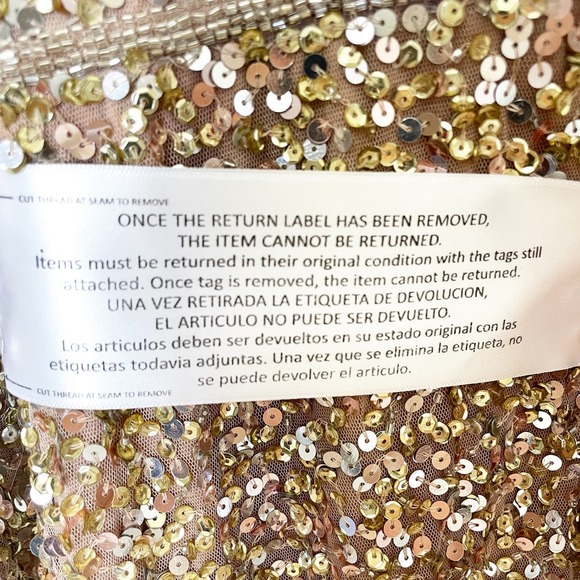 CUT THREAD AT SEAM TO REMOVE
ONCE THE RETURN LABEL HAS BEEN REMOVED,
THE ITEM CANNOT BE RETURNED.
Items must be returned in their original condition with the tags still
attached. Once tag is removed, the item cannot be returned.
UNA VEZ RETIRADA LA ETIQUETA DE DEVOLUCION,
EL ARTICULO NO PUEDE SER DEVUELTO.
Los articulos deben ser devueltos en su estado original con las
etiquetas todavia adjuntas. Una vez que se elimina la etiqueta, no
se puede devolver el articulo.
CUT THREAD AT SEAM TO REMOVE